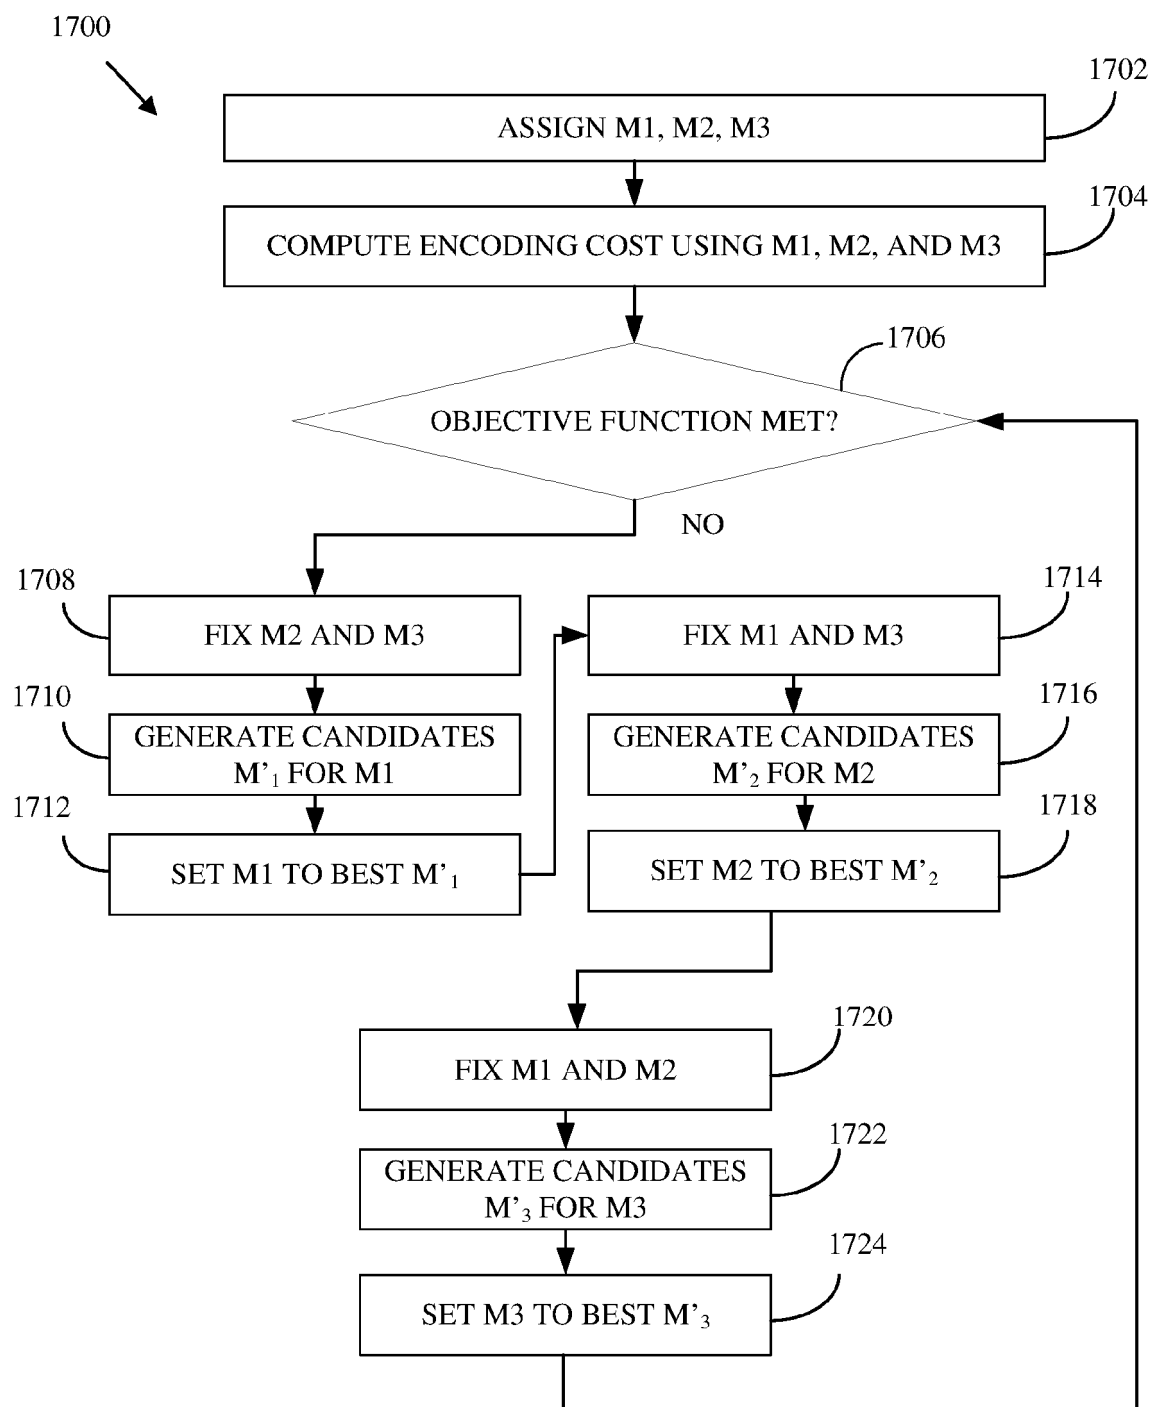 1700
1702
ASSIGN M1, M2, M3
1704
COMPUTE ENCODING COST USING M1, M2, AND M3
1706
OBJECTIVE FUNCTION MET?
NO
1708
FIX M2 AND M3
1710
GENERATE CANDIDATES
M'₁ FOR M1
1712
SET M1 TO BEST M'₁
1714
FIX M1 AND M3
1716
GENERATE CANDIDATES
M'₂ FOR M2
1718
SET M2 TO BEST M'₂
1720
FIX M1 AND M2
1722
GENERATE CANDIDATES
M'₃ FOR M3
1724
SET M3 TO BEST M'₃